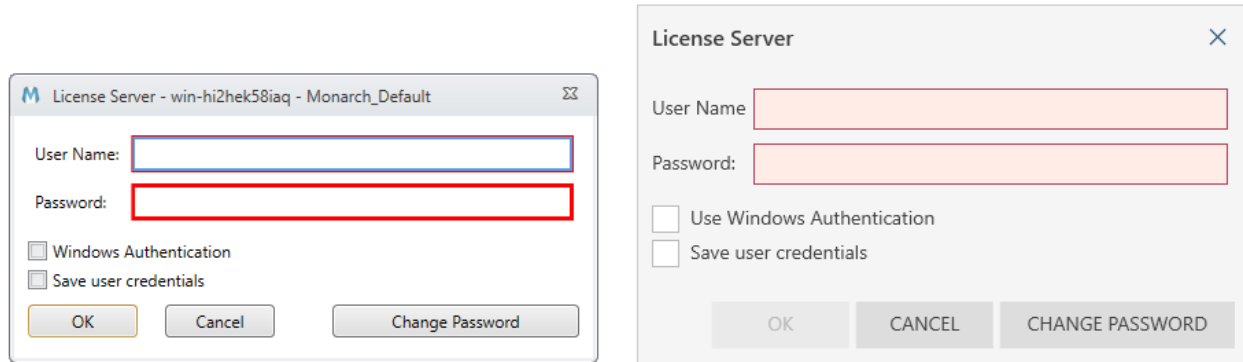 License Server - win-hi2hek58iaq - Monarch_Default
User Name:
Password:
Windows Authentication
Save user credentials
OK Cancel Change Password
License Server
User Name
Password:
Use Windows Authentication
Save user credentials
OK CANCEL CHANGE PASSWORD